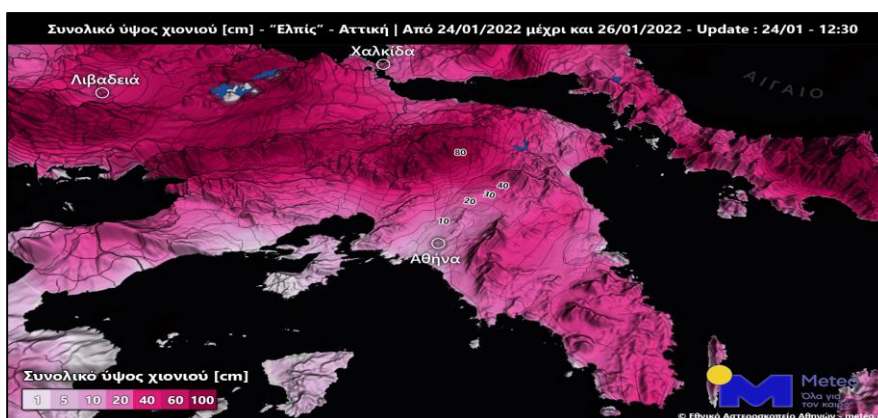 Συνολικό ύψος χιονιού [cm] - “Ελπίς” - Αττική | Από 24/01/2022 μέχρι και 26/01/2022 - Update : 24/01 - 12:30
Χαλκίδα
Λιβαδειά
ΑΙΓΑΙΟ
80
40
30
20
10
Αθήνα
Συνολικό ύψος χιονιού [cm]
1 5 10 20 40 60 100
Meteo
Όλα για
τον καιρό
© Εθνικό Αστεροσκοπείο Αθηνών - meteo